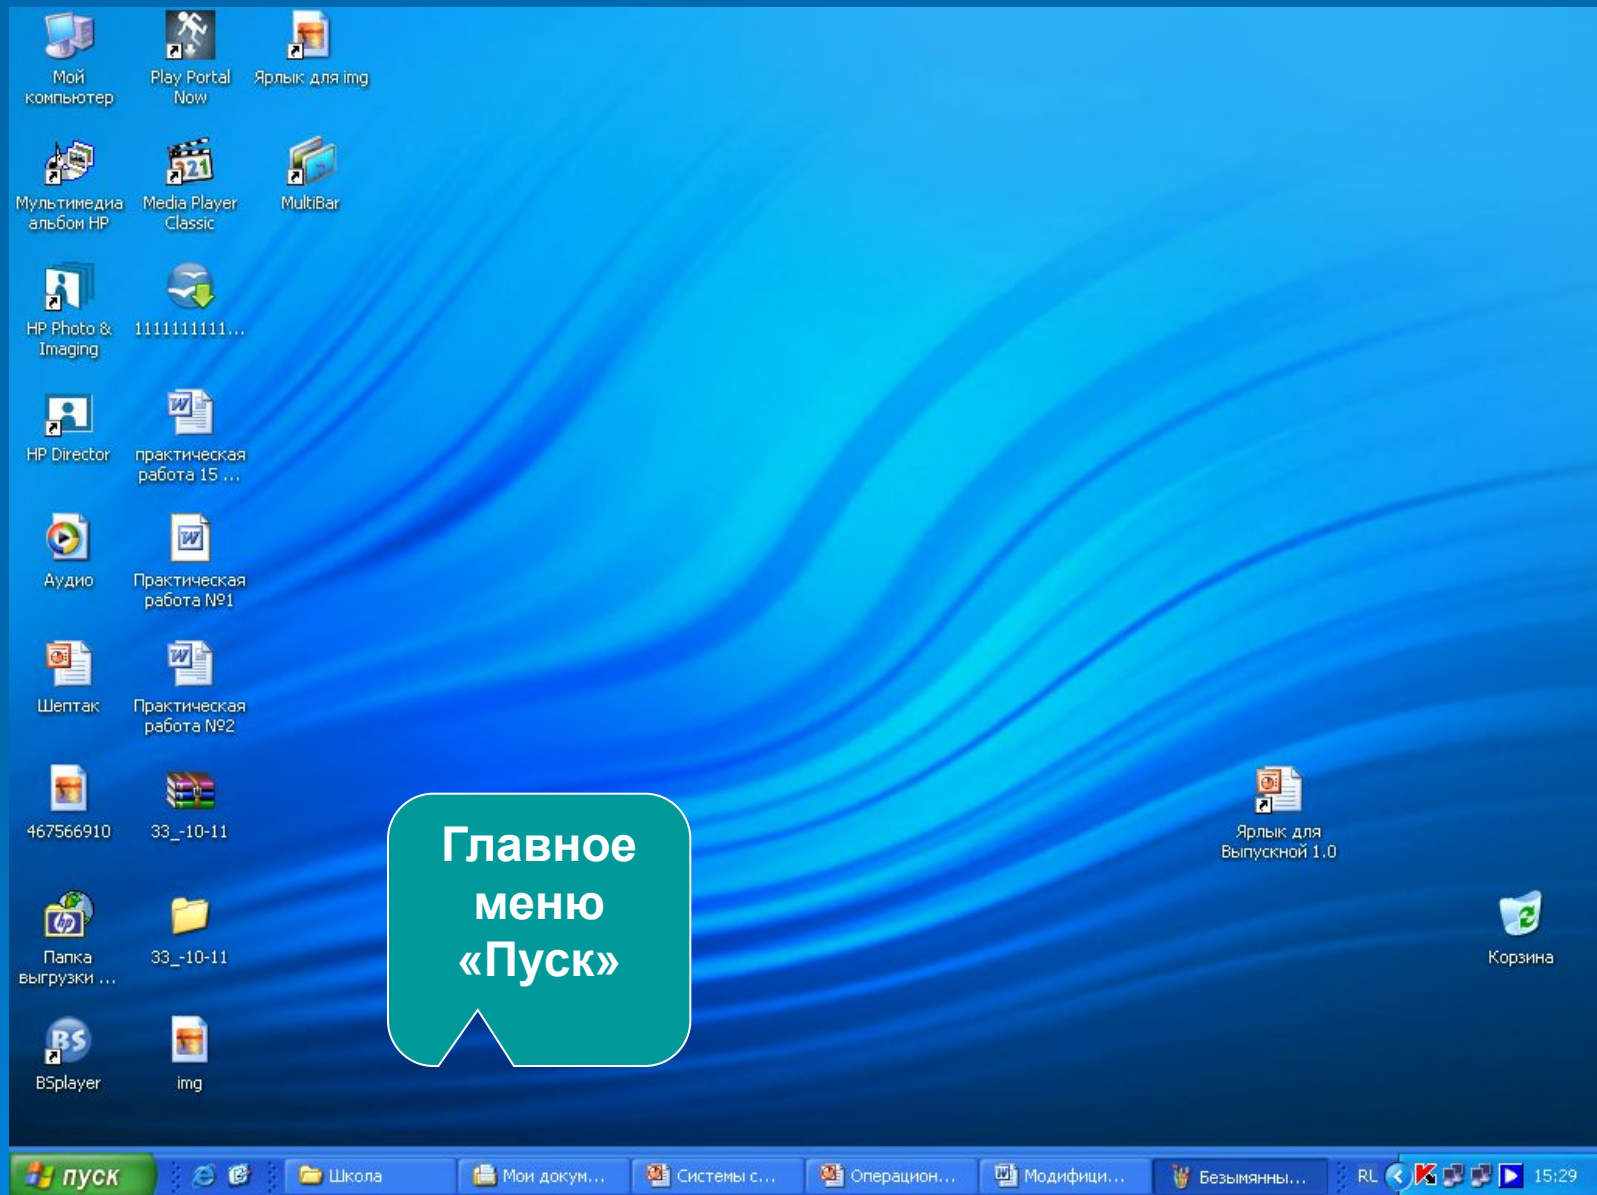 Мой
компьютер
Play Portal
Now
Ярлык для img
Мультимедиа
альбом HP
Media Player
Classic
MultiBar
HP Photo &
Imaging
1111111111...
HP Director
практическая
работа 15 ...
Аудио
Практическая
работа №1
Шептак
Практическая
работа №2
467566910
33_-10-11
Папка
выгрузки ...
33_-10-11
BSplayer
img
Главное
меню
«Пуск»
Ярлык для
Выпускной 1.0
Корзина
пуск
Школа
Мои докум...
Системы с...
Операцион...
Модифици...
Безымянны...
RL
15:29